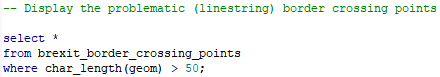 -- Display the problematic (linestring) border crossing points
select *
from brexit_border_crossing_points
where char_length(geom) > 50;